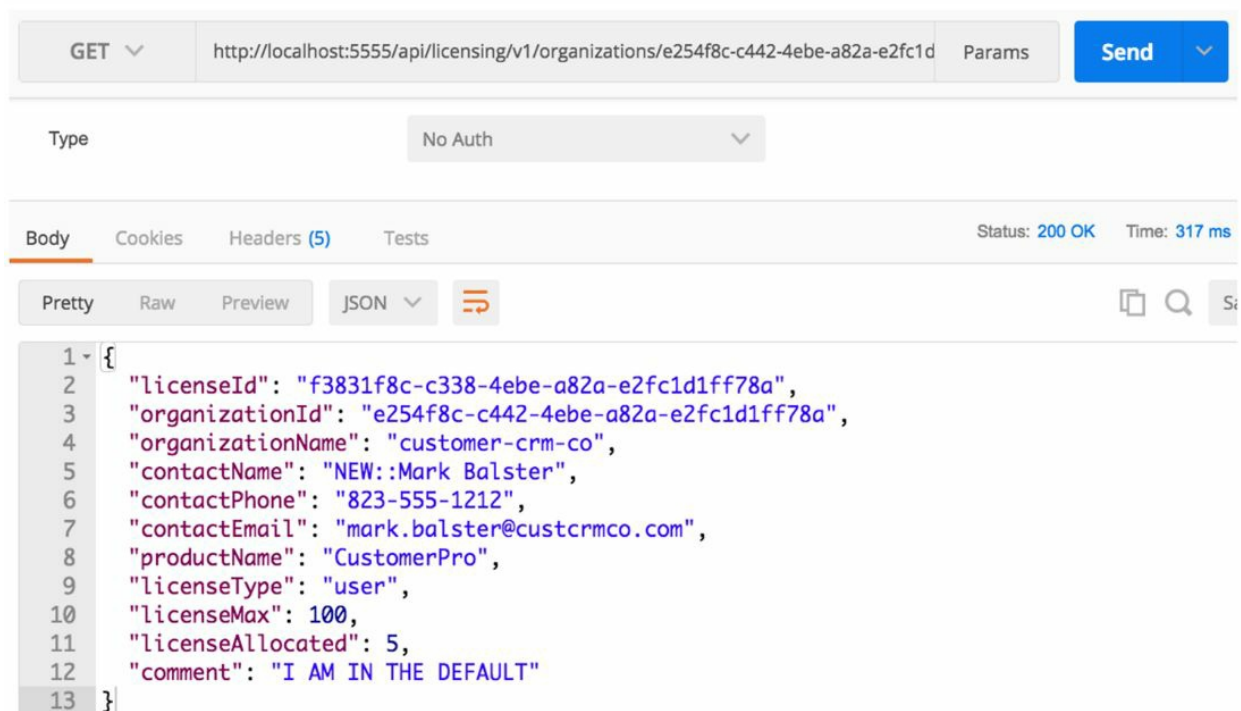 GET http://localhost:5555/api/licensing/v1/organizations/e254f8c-c442-4ebe-a82a-e2fc1d Params Send
Type No Auth
Body Cookies Headers (5) Tests Status: 200 OK Time: 317 ms
Pretty Raw Preview JSON Sa
1 {
2 "licenseId": "f3831f8c-c338-4ebe-a82a-e2fc1d1ff78a",
3 "organizationId": "e254f8c-c442-4ebe-a82a-e2fc1d1ff78a",
4 "organizationName": "customer-crm-co",
5 "contactName": "NEW::Mark Balster",
6 "contactPhone": "823-555-1212",
7 "contactEmail": "mark.balster@custcrmco.com",
8 "productName": "CustomerPro",
9 "licenseType": "user",
10 "licenseMax": 100,
11 "licenseAllocated": 5,
12 "comment": "I AM IN THE DEFAULT"
13 }